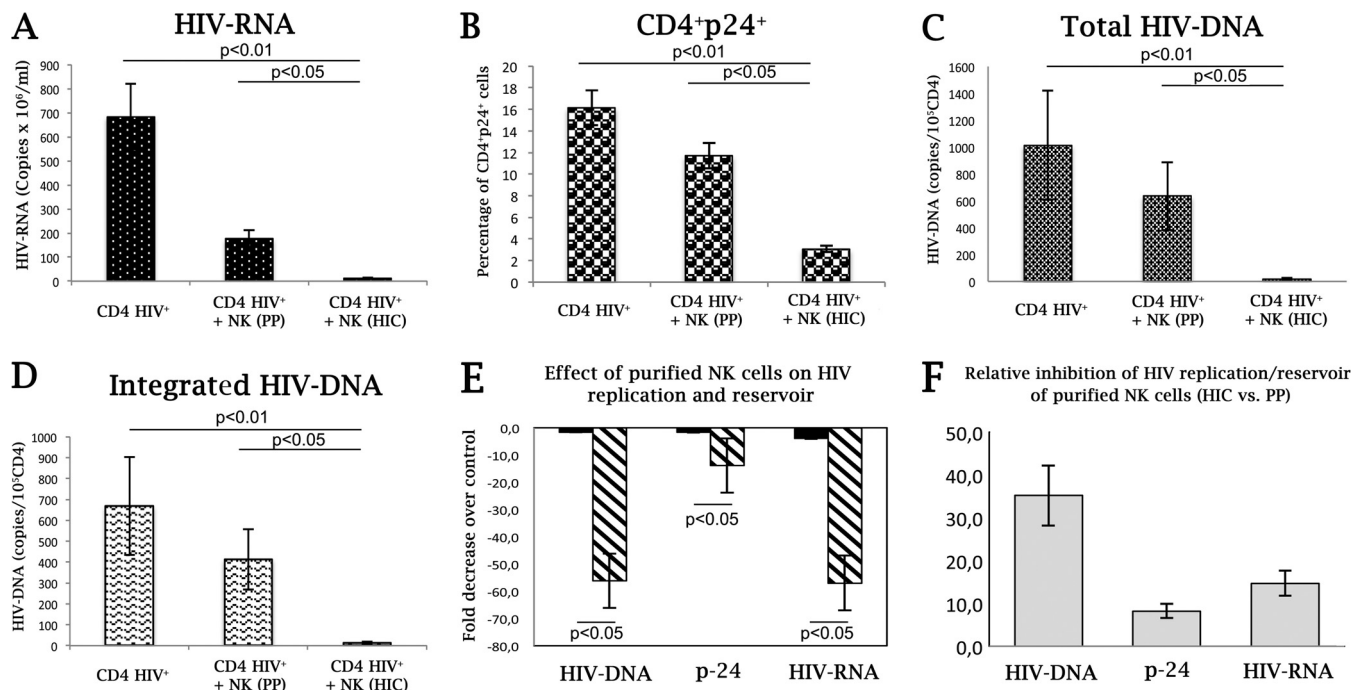 A
HIV-RNA
p<0.01
p<0.05
HIV-RNA (Copies x 10⁶/ml)
900
800
700
600
500
400
300
200
100
0
CD4 HIV⁺
CD4 HIV⁺
+ NK (PP)
CD4 HIV⁺
+ NK (HIC)
B
CD4⁺p24⁺
p<0.01
p<0.05
Percentage of CD4⁺p24⁺ cells
20
18
16
14
12
10
8
6
4
2
0
CD4 HIV⁺
CD4 HIV⁺
+ NK (PP)
CD4 HIV⁺
+ NK (HIC)
C
Total HIV-DNA
p<0.01
p<0.05
HIV-DNA (copies/10⁵CD4)
1600
1400
1200
1000
800
600
400
200
0
CD4 HIV⁺
CD4 HIV⁺
+ NK (PP)
CD4 HIV⁺
+ NK (HIC)
D
Integrated HIV-DNA
p<0.01
p<0.05
HIV-DNA (copies/10⁵CD4)
1000
900
800
700
600
500
400
300
200
100
0
CD4 HIV⁺
CD4 HIV⁺
+ NK (PP)
CD4 HIV⁺
+ NK (HIC)
E
Effect of purified NK cells on HIV
replication and reservoir
Fold decrease over control
0,0
-10,0
-20,0
-30,0
-40,0
-50,0
-60,0
-70,0
-80,0
p<0.05
p<0.05
p<0.05
HIV-DNA
p-24
HIV-RNA
F
Relative inhibition of HIV replication/reservoir
of purified NK cells (HIC vs. PP)
50,0
40,0
30,0
20,0
10,0
0,0
HIV-DNA
p-24
HIV-RNA